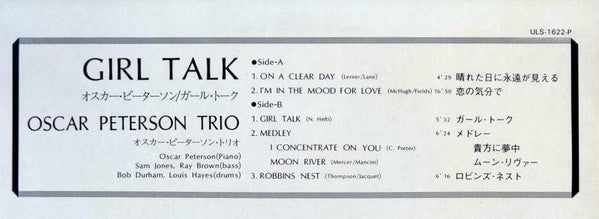 ULS-1622-P
GIRL TALK
オスカー・ピーターソン/ガール・トーク
OSCAR PETERSON TRIO
オスカー・ピーターソン・トリオ
Oscar Peterson(Piano)
Sam Jones, Ray Brown(bass)
Bob Durham, Louis Hayes(drums)
●Side-A
1. ON A CLEAR DAY (Lerner/Lane) 4'29 晴れた日に永遠が見える
2. I'M IN THE MOOD FOR LOVE (McHugh/Fields) 16'50 恋の気分で
●Side-B
1. GIRL TALK (N. Hefti) 5'32 ガール・トーク
2. MEDLEY 6'24 メドレー
I CONCENTRATE ON YOU (C. Porter) 貴方に夢中
MOON RIVER (Mercer/Mancini) ムーン・リヴァー
3. ROBBINS NEST (Thompson/Jacquet) 6'16 ロビンズ・ネスト